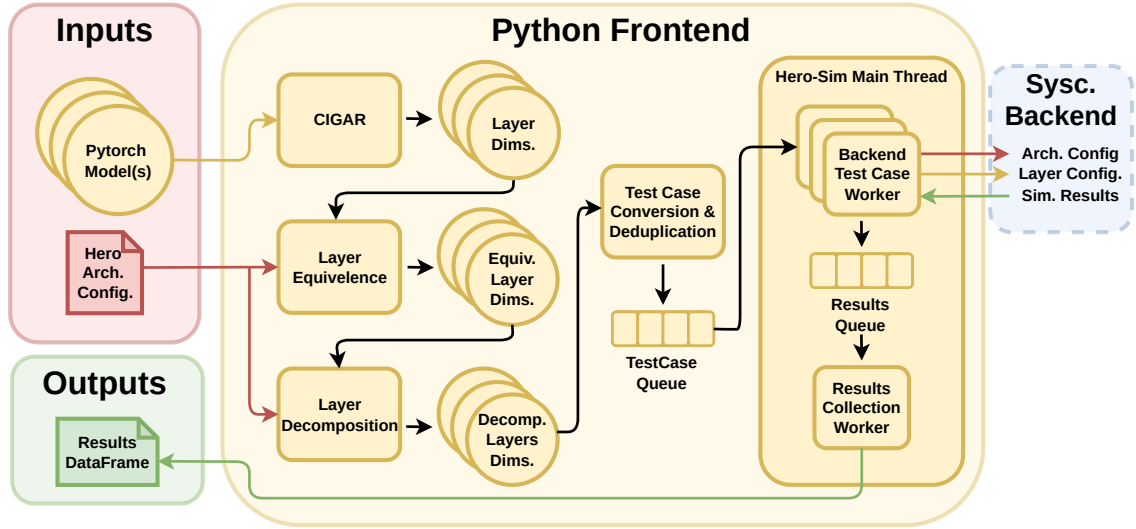 Inputs
Pytorch
Model(s)
Hero
Arch.
Config.
Outputs
Results
DataFrame
Python Frontend
CIGAR
Layer
Dims.
Layer
Equivelence
Equiv.
Layer
Dims.
Layer
Decomposition
Decomp.
Layers
Dims.
Test Case
Conversion &
Deduplication
TestCase
Queue
Hero-Sim Main Thread
Backend
Test Case
Worker
Results
Queue
Results
Collection
Worker
Sysc.
Backend
Arch. Config
Layer Config.
Sim. Results